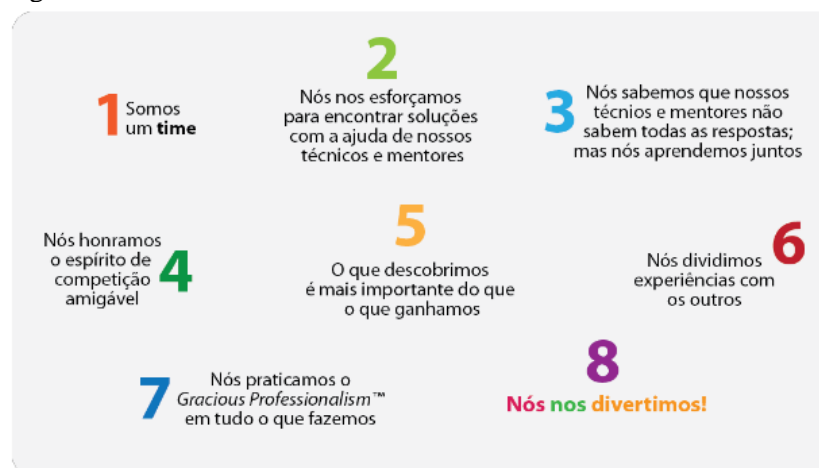 1 Somos
um time
2
Nós nos esforçamos
para encontrar soluções
com a ajuda de nossos
técnicos e mentores
3 Nós sabemos que nossos
técnios e mentores não
sabem todas as respostas;
mas nós aprendemos juntos
Nós honramos
o espírito de
competição
amigável 4
5
O que descobrimos
é mais importante do que
o que ganhamos
6
Nós dividimos
experiências com
os outros
7 Nós praticamos o
Gracious Professionalism™
em tudo o que fazemos
8
Nós nos divertimos!